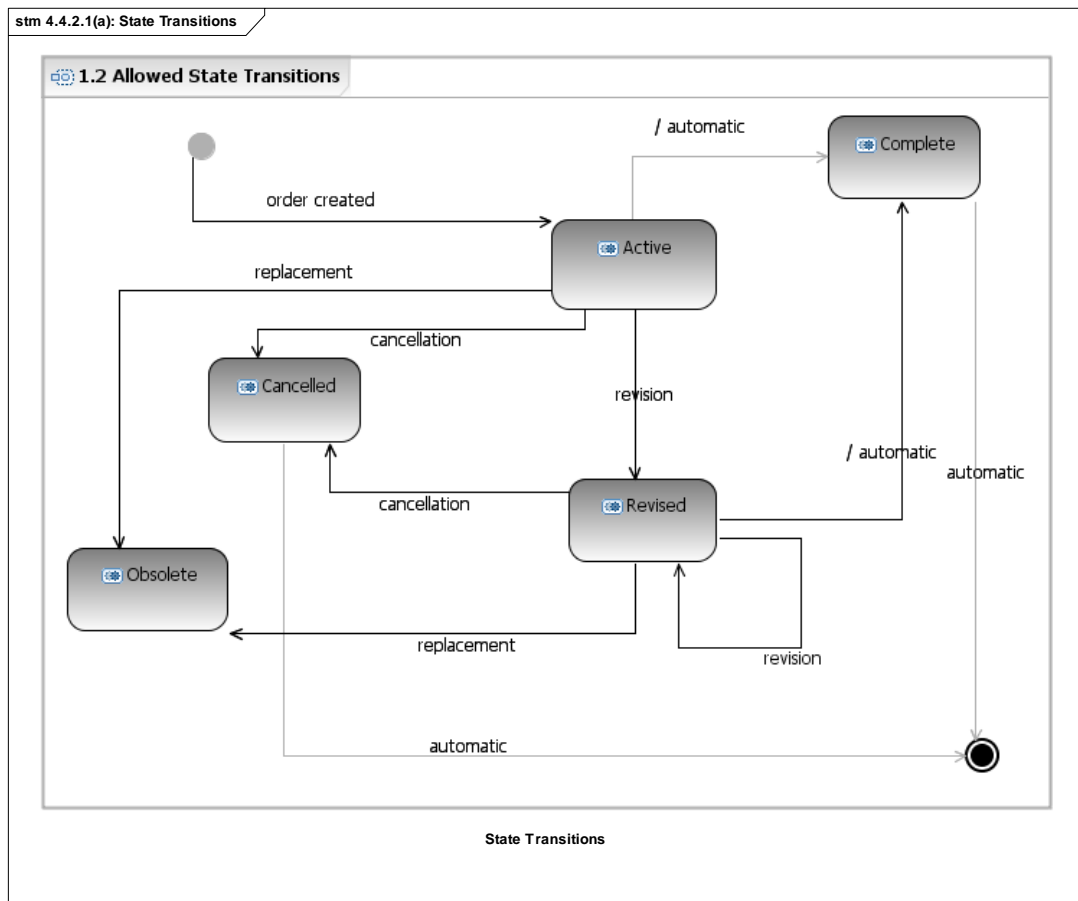 stm 4.4.2.1(a): State Transitions
1.2 Allowed State Transitions
/ automatic
Complete
order created
Active
replacement
cancellation
Cancelled
revision
/ automatic
automatic
cancellation
Revised
Obsolete
replacement
revision
automatic
State Transitions